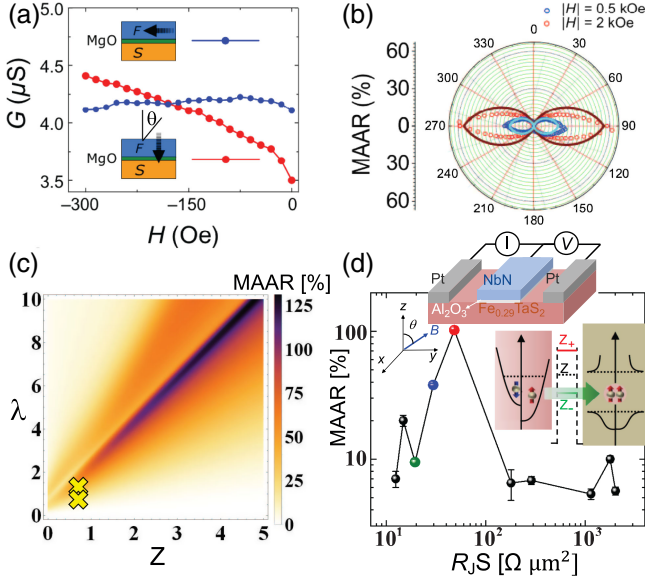 (a)
5.0
4.5
4.0
3.5
G (μS)
MgO
F
S
θ
MgO
F
S
−300
−150
0
H (Oe)
(b)
|H| = 0.5 kOe
|H| = 2 kOe
MAAR (%)
60
30
0
30
60
0
30
60
90
120
150
180
210
240
270
300
330
(c)
MAAR [%]
10
8
6
4
2
0
λ
0
1
2
3
4
5
Z
125
100
75
50
25
0
(d)
I
V
Pt
NbN
Pt
Al2O3
Fe0.29TaS2
z
θ
B
x
y
Z+
Z
Z−
MAAR [%]
100
10
10¹
10²
10³
RJS [Ω μm²]